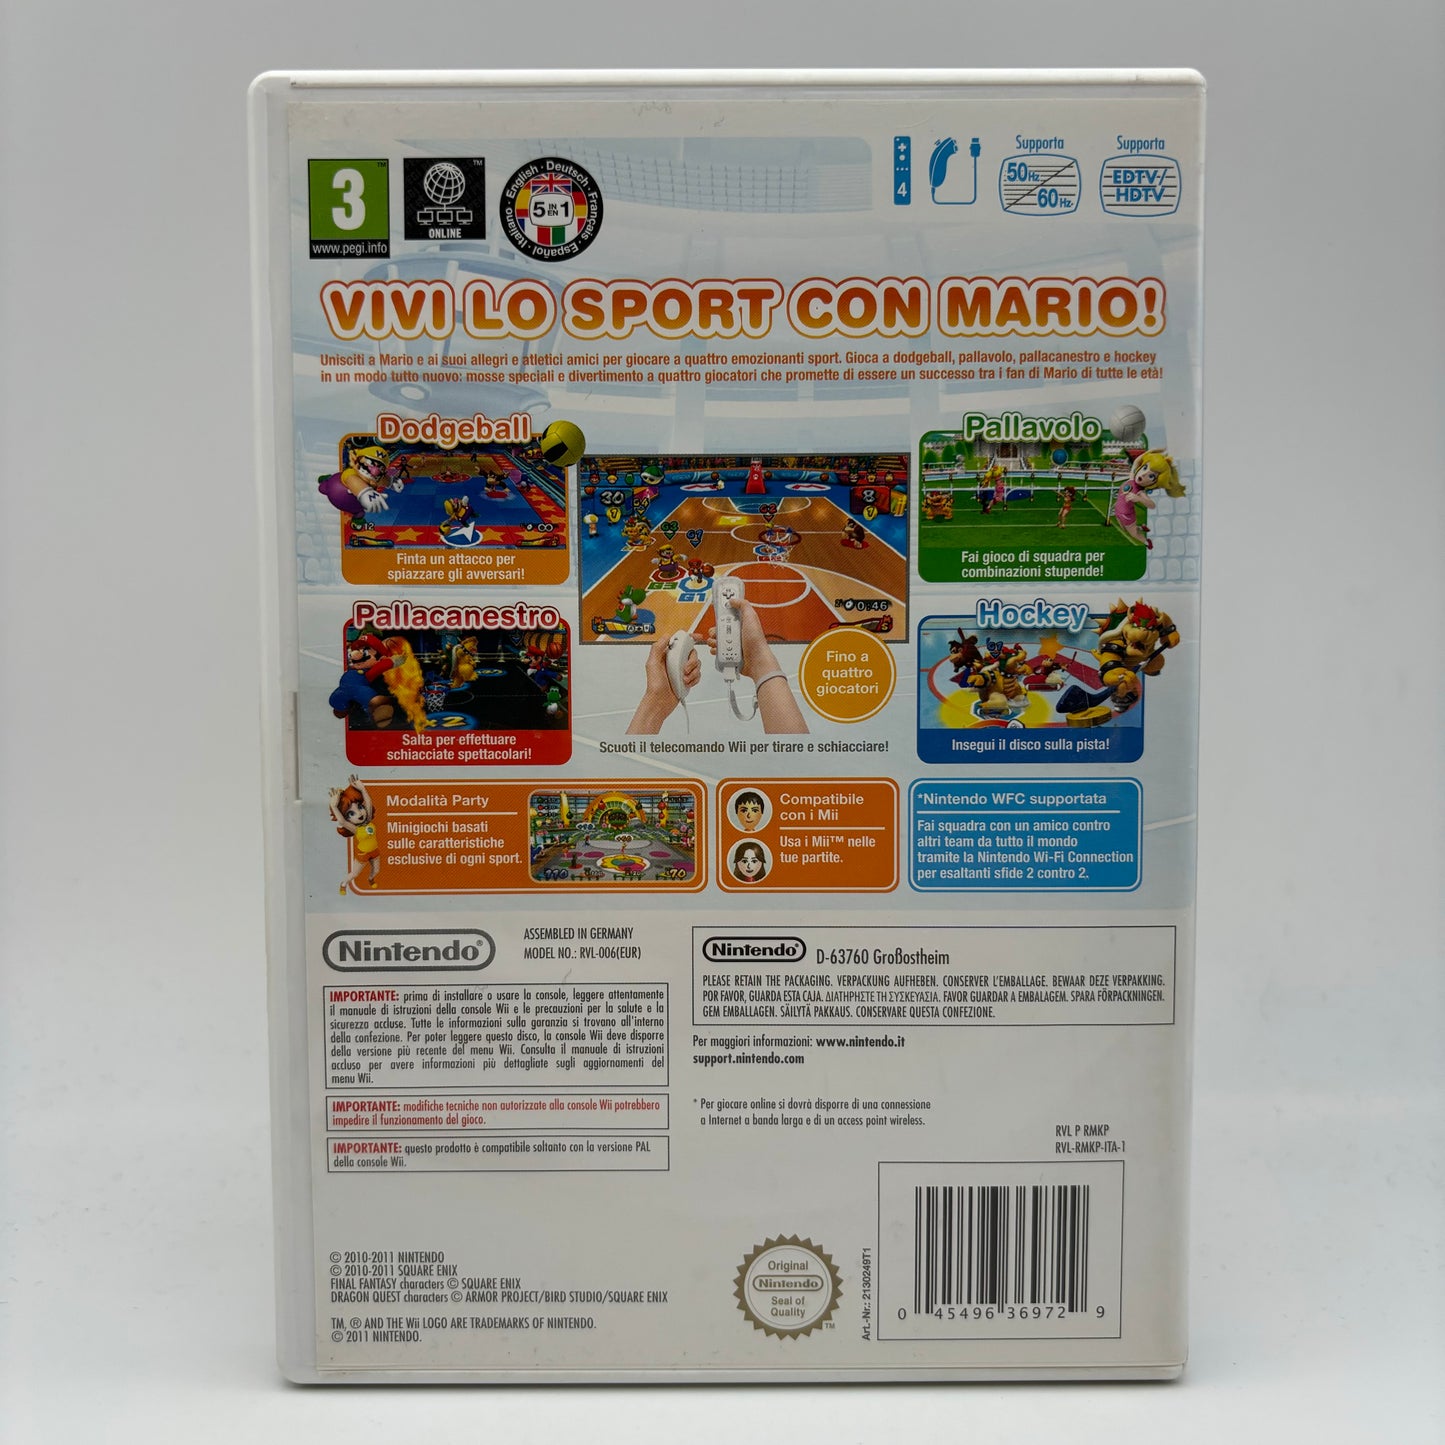 3
www.pegi.info
ONLINE
English · Deutsch · Français · Español · Italiano
5 IN EN 1
4
Supporta
50Hz
60Hz
Supporta
EDTV/
HDTV
VIVI LO SPORT CON MARIO!
Unisciti a Mario e ai suoi allegri e atletici amici per giocare a quattro emozionanti sport. Gioca a dodgeball, pallavolo, pallacanestro e hockey
in un modo tutto nuovo: mosse speciali e divertimento a quattro giocatori che promette di essere un successo tra i fan di Mario di tutte le età!
Dodgeball
Finta un attacco per
spiazzare gli avversari!
Pallavolo
Fai gioco di squadra per
combinazioni stupende!
Pallacanestro
Salta per effettuare
schiacciate spettacolari!
Hockey
Insegui il disco sulla pista!
30
8
0:46
Fino a
quattro
giocatori
Scuoti il telecomando Wii per tirare e schiacciare!
Modalità Party
Minigiochi basati
sulle caratteristiche
esclusive di ogni sport.
Compatibile
con i Mii
Usa i Mii™ nelle
tue partite.
*Nintendo WFC supportata
Fai squadra con un amico contro
altri team da tutto il mondo
tramite la Nintendo Wi-Fi Connection
per esaltanti sfide 2 contro 2.
Nintendo®
ASSEMBLED IN GERMANY
MODEL NO.: RVL-006(EUR)
Nintendo® D-63760 Großostheim
PLEASE RETAIN THE PACKAGING. VERPACKUNG AUFHEBEN. CONSERVER L'EMBALLAGE. BEWAAR DEZE VERPAKKING.
POR FAVOR, GUARDA ESTA CAJA. ΔΙΑΤΗΡΗΣΤΕ ΤΗ ΣΥΣΚΕΥΑΣΙΑ. FAVOR GUARDAR A EMBALAGEM. SPARA FÖRPACKNINGEN.
GEM EMBALLAGEN. SÄILYTÄ PAKKAUS. CONSERVARE QUESTA CONFEZIONE.
IMPORTANTE: prima di installare o usare la console, leggere attentamente
il manuale di istruzioni della console Wii e le precauzioni per la salute e la
sicurezza accluse. Tutte le informazioni sulla garanzia si trovano all'interno
della confezione. Per poter leggere questo disco, la console Wii deve disporre
della versione più recente del menu Wii. Consulta il manuale di istruzioni
accluso per avere informazioni più dettagliate sugli aggiornamenti del
menu Wii.
IMPORTANTE: modifiche tecniche non autorizzate alla console Wii potrebbero
impedire il funzionamento del gioco.
IMPORTANTE: questo prodotto è compatibile soltanto con la versione PAL
della console Wii.
Per maggiori informazioni: www.nintendo.it
support.nintendo.com
* Per giocare online si dovrà disporre di una connessione
a Internet a banda larga e di un access point wireless.
RVL P RMKP
RVL-RMKP-ITA-1
© 2010-2011 NINTENDO
© 2010-2011 SQUARE ENIX
FINAL FANTASY characters © SQUARE ENIX
DRAGON QUEST characters © ARMOR PROJECT/BIRD STUDIO/SQUARE ENIX
TM, ® AND THE Wii LOGO ARE TRADEMARKS OF NINTENDO.
© 2011 NINTENDO.
Original
Nintendo
Seal of
Quality
TM
Art.-Nr.: 2130249T1
0 45496 36972 9